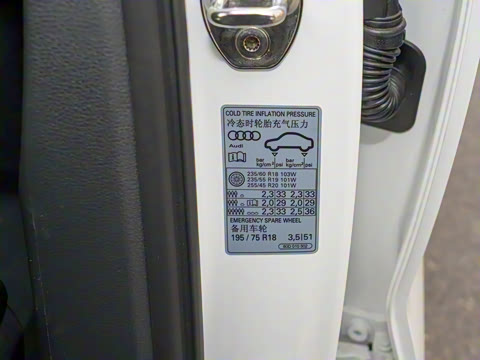 COLD TIRE INFLATION PRESSURE
冷态时轮胎充气压力
Audi
bar kg/cm² psi bar kg/cm² psi
235/60 R18 103W
235/55 R19 101W
255/45 R20 101W
2,3 33 2,3 33
2,0 29 2,0 29
2,3 33 2,5 36
EMERGENCY SPARE WHEEL
备用车轮
195/75 R18 3,5 51